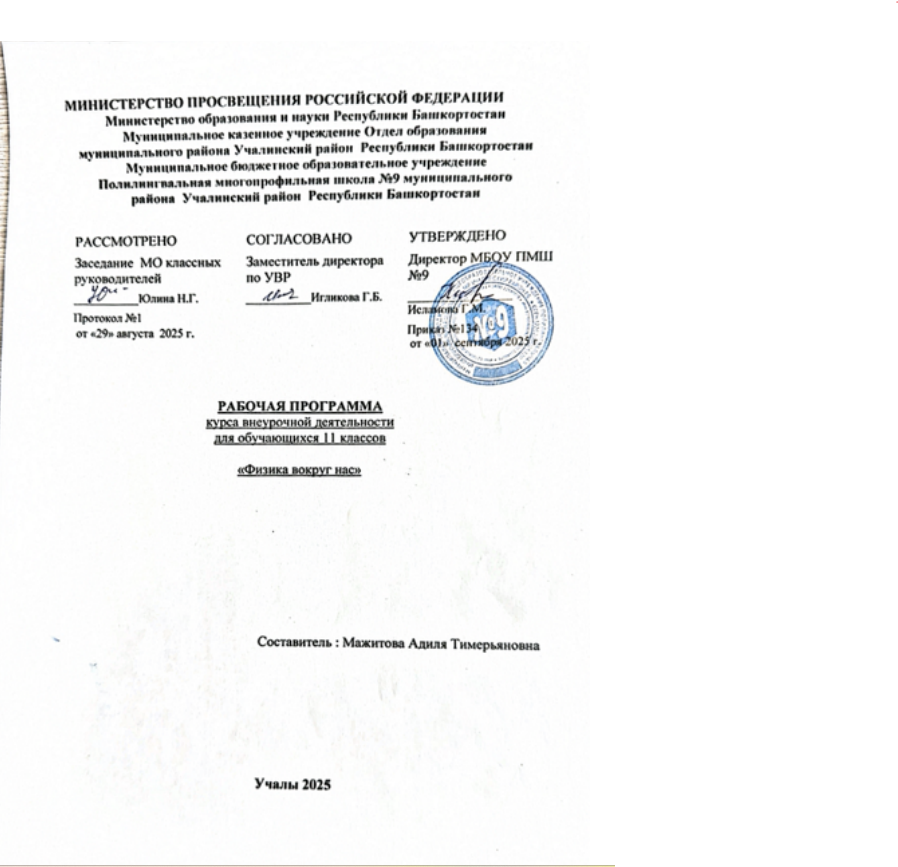 МИНИСТЕРСТВО ПРОСВЕЩЕНИЯ РОССИЙСКОЙ ФЕДЕРАЦИИ
Министерство образования и науки Республики Башкортостан
Муниципальное казенное учреждение Отдел образования
муниципального района Учалинский район Республики Башкортостан
Муниципальное бюджетное образовательное учреждение
Полилингвальная многопрофильная школа №9 муниципального
района Учалинский район Республики Башкортостан
РАССМОТРЕНО
Заседание МО классных
руководителей
Юлина Н.Г.
Протокол №1
от «29» августа 2025 г.
СОГЛАСОВАНО
Заместитель директора
по УВР
Игликова Г.Б.
УТВЕРЖДЕНО
Директор МБОУ ПМШ
№9
Исламова Г.М.
Приказ №134
от «01» сентября 2025 г.
№9
РАБОЧАЯ ПРОГРАММА
курса внеурочной деятельности
для обучающихся 11 классов
«Физика вокруг нас»
Составитель : Мажитова Адиля Тимерьяновна
Учалы 2025